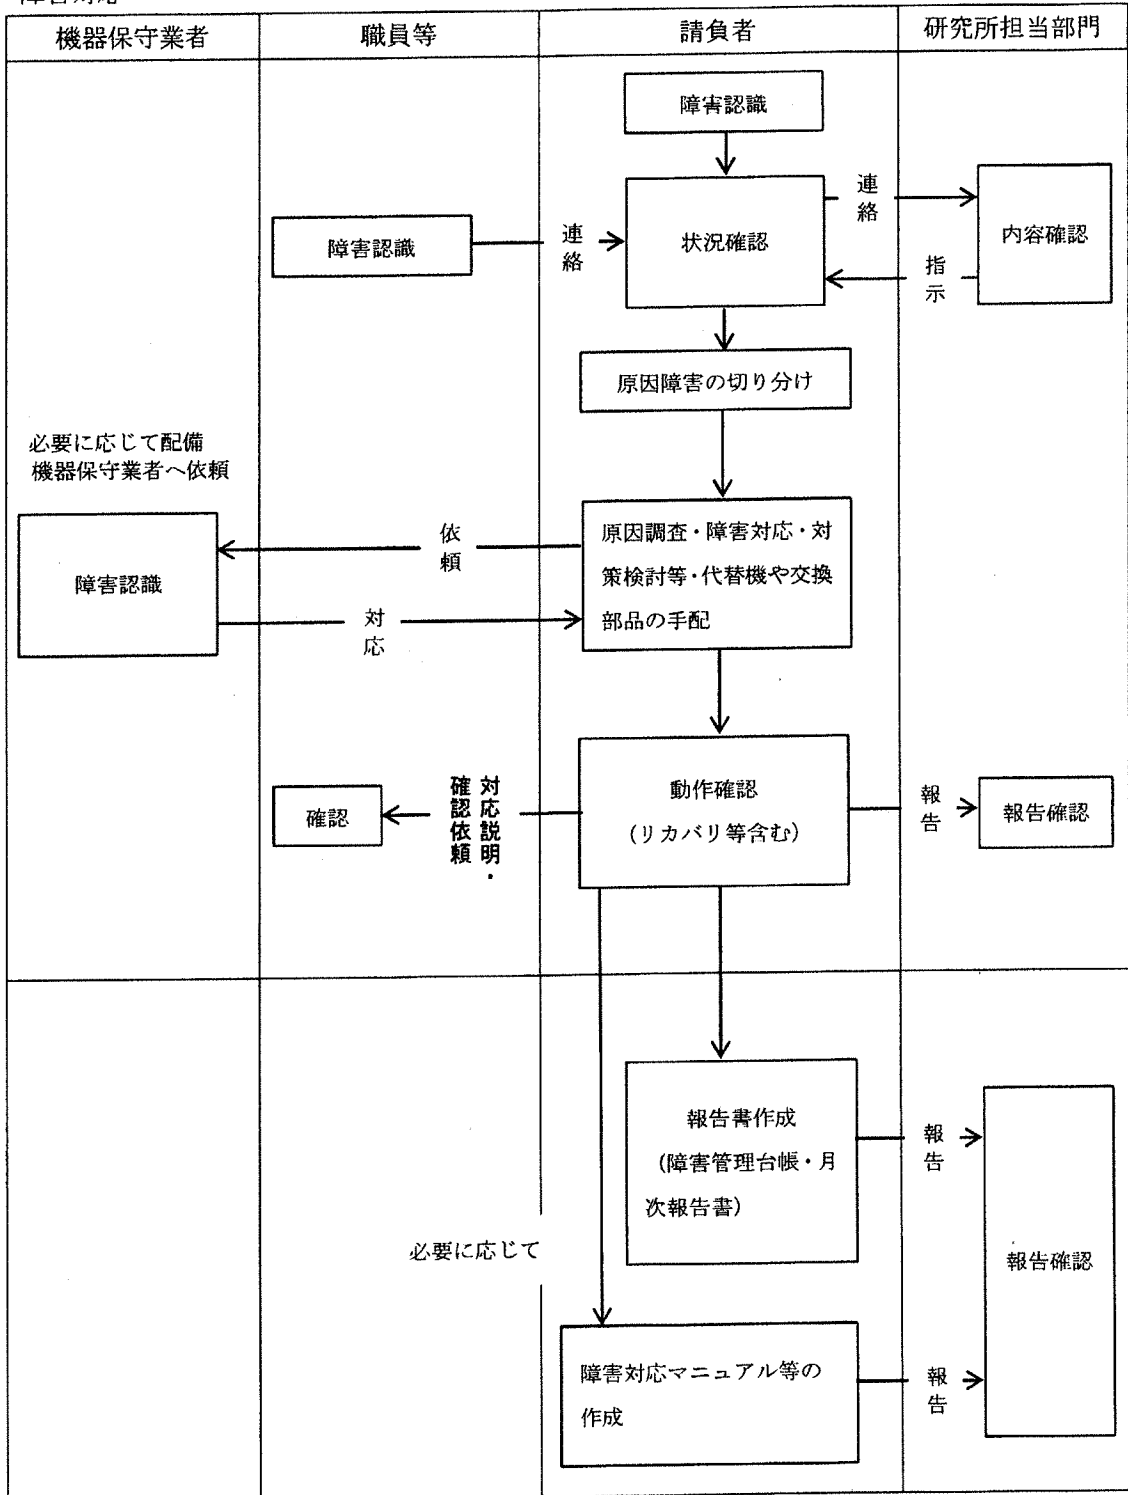 機器保守業者
職員等
請負者
研究所担当部門
障害認識
状況確認
連絡
内容確認
指示
障害認識
連絡
原因障害の切り分け
必要に応じて配備
機器保守業者へ依頼
障害認識
依頼
対応
原因調査・障害対応・対
策検討等・代替機や交換
部品の手配
動作確認
(リカバリ等含む)
対応説明・
確認依頼
確認
報告
報告確認
報告書作成
(障害管理台帳・月
次報告書)
報告
必要に応じて
報告確認
障害対応マニュアル等の
作成
報告